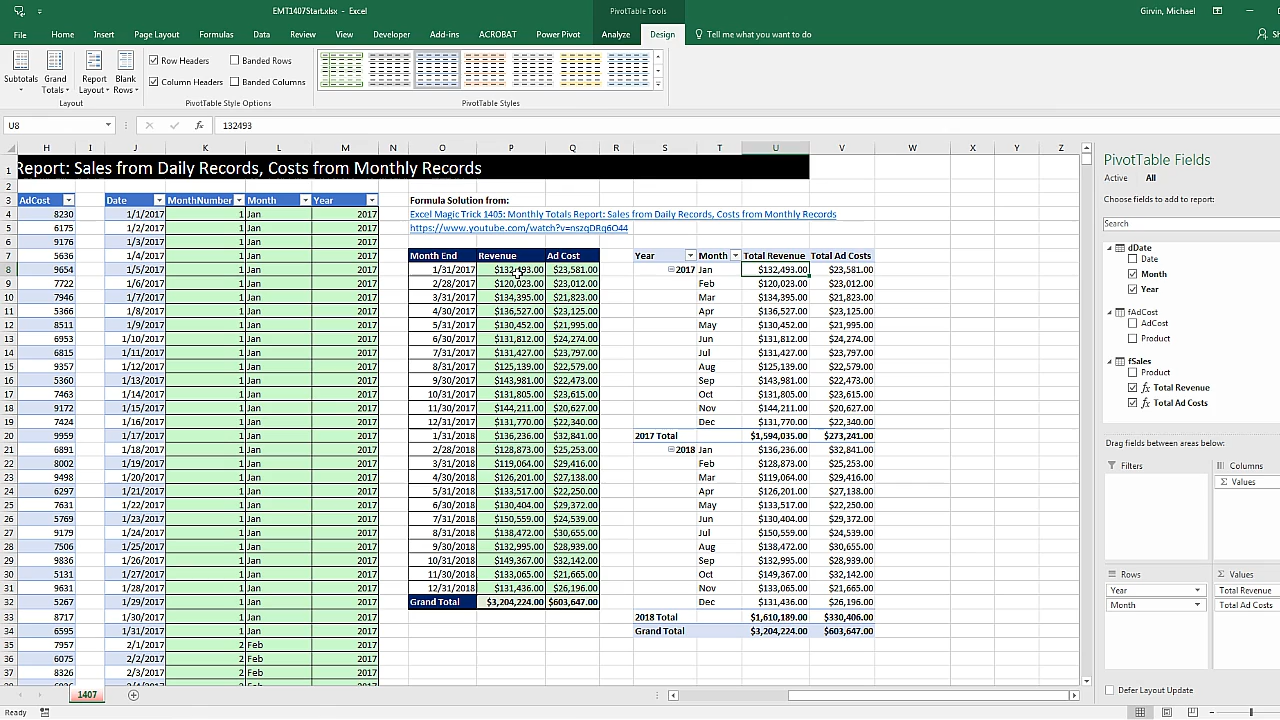 EMT1407Start.xlsx - Excel
PivotTable Tools
Girvin, Michael
File Home Insert Page Layout Formulas Data Review View Developer Add-ins ACROBAT Power Pivot Analyze Design Tell me what you want to do
Subtotals Grand Totals Report Layout Blank Rows
Row Headers Banded Rows
Column Headers Banded Columns
Layout PivotTable Style Options PivotTable Styles
U8 fx 132493
H I J K L M N O P Q R S T U V W X Y Z
1 Report: Sales from Daily Records, Costs from Monthly Records
2
3 AdCost Date MonthNumber Month Year Formula Solution from:
4 8230 1/1/2017 1 Jan 2017 Excel Magic Trick 1405: Monthly Totals Report: Sales from Daily Records, Costs from Monthly Records
5 6175 1/2/2017 1 Jan 2017 https://www.youtube.com/watch?v=nszqDRq6O44
6 9176 1/3/2017 1 Jan 2017
7 5636 1/4/2017 1 Jan 2017 Month End Revenue Ad Cost Year Month Total Revenue Total Ad Costs
8 9654 1/5/2017 1 Jan 2017 1/31/2017 $132,493.00 $23,581.00 2017 Jan $132,493.00 $23,581.00
9 7722 1/6/2017 1 Jan 2017 2/28/2017 $120,023.00 $23,012.00 Feb $120,023.00 $23,012.00
10 7946 1/7/2017 1 Jan 2017 3/31/2017 $134,395.00 $21,823.00 Mar $134,395.00 $21,823.00
11 5366 1/8/2017 1 Jan 2017 4/30/2017 $136,527.00 $23,125.00 Apr $136,527.00 $23,125.00
12 8511 1/9/2017 1 Jan 2017 5/31/2017 $130,452.00 $21,995.00 May $130,452.00 $21,995.00
13 6953 1/10/2017 1 Jan 2017 6/30/2017 $131,812.00 $24,274.00 Jun $131,812.00 $24,274.00
14 6815 1/11/2017 1 Jan 2017 7/31/2017 $131,427.00 $23,797.00 Jul $131,427.00 $23,797.00
15 9357 1/12/2017 1 Jan 2017 8/31/2017 $125,139.00 $22,579.00 Aug $125,139.00 $22,579.00
16 5360 1/13/2017 1 Jan 2017 9/30/2017 $143,981.00 $22,473.00 Sep $143,981.00 $22,473.00
17 7463 1/14/2017 1 Jan 2017 10/31/2017 $131,805.00 $23,615.00 Oct $131,805.00 $23,615.00
18 9172 1/15/2017 1 Jan 2017 11/30/2017 $144,211.00 $20,627.00 Nov $144,211.00 $20,627.00
19 7424 1/16/2017 1 Jan 2017 12/31/2017 $131,770.00 $22,340.00 Dec $131,770.00 $22,340.00
20 9959 1/17/2017 1 Jan 2017 1/31/2018 $136,236.00 $32,841.00 2017 Total $1,594,035.00 $273,241.00
21 6891 1/18/2017 1 Jan 2017 2/28/2018 $128,873.00 $25,253.00 2018 Jan $136,236.00 $32,841.00
22 8002 1/19/2017 1 Jan 2017 3/31/2018 $119,064.00 $29,416.00 Feb $128,873.00 $25,253.00
23 9498 1/20/2017 1 Jan 2017 4/30/2018 $126,201.00 $27,138.00 Mar $119,064.00 $29,416.00
24 6297 1/21/2017 1 Jan 2017 5/31/2018 $133,517.00 $22,250.00 Apr $126,201.00 $27,138.00
25 7631 1/22/2017 1 Jan 2017 6/30/2018 $130,404.00 $29,372.00 May $133,517.00 $22,250.00
26 5769 1/23/2017 1 Jan 2017 7/31/2018 $150,559.00 $24,539.00 Jun $130,404.00 $29,372.00
27 9179 1/24/2017 1 Jan 2017 8/31/2018 $138,472.00 $30,655.00 Jul $150,559.00 $24,539.00
28 7506 1/25/2017 1 Jan 2017 9/30/2018 $132,995.00 $28,939.00 Aug $138,472.00 $30,655.00
29 9836 1/26/2017 1 Jan 2017 10/31/2018 $149,367.00 $32,142.00 Sep $132,995.00 $28,939.00
30 5131 1/27/2017 1 Jan 2017 11/30/2018 $133,065.00 $21,665.00 Oct $149,367.00 $32,142.00
31 9631 1/28/2017 1 Jan 2017 12/31/2018 $131,436.00 $26,196.00 Nov $133,065.00 $21,665.00
32 5267 1/29/2017 1 Jan 2017 Grand Total $3,204,224.00 $603,647.00 Dec $131,436.00 $26,196.00
33 8717 1/30/2017 1 Jan 2017 2018 Total $1,610,189.00 $330,406.00
34 6595 1/31/2017 1 Jan 2017 Grand Total $3,204,224.00 $603,647.00
35 7957 2/1/2017 2 Feb 2017
36 6075 2/2/2017 2 Feb 2017
37 8326 2/3/2017 2 Feb 2017
1407
Ready
PivotTable Fields
Active All
Choose fields to add to report:
Search
dDate
Date
Month
Year
fAdCost
AdCost
Product
fSales
Product
fx Total Revenue
fx Total Ad Costs
Drag fields between areas below:
Filters Columns
Σ Values
Rows Σ Values
Year Total Revenue
Month Total Ad Costs
Defer Layout Update